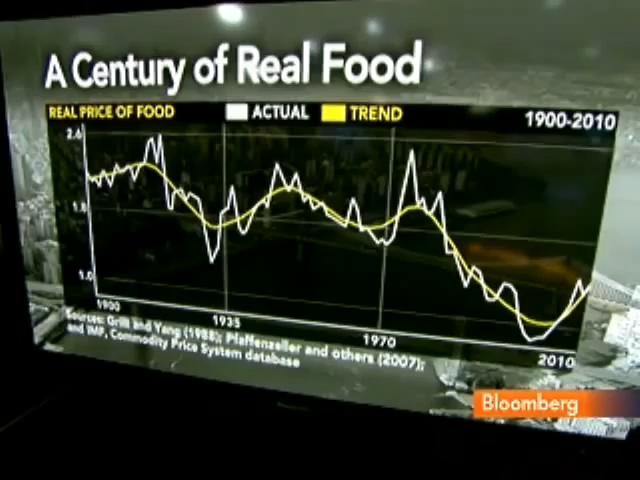 A Century of Real Food
REAL PRICE OF FOOD ACTUAL TREND 1900-2010
2.6
1.8
1.0
1900 1935 1970 2010
Sources: Grilli and Yang (1988); Pfaffenzeller and others (2007);
and IMF, Commodity Price System database
Bloomberg